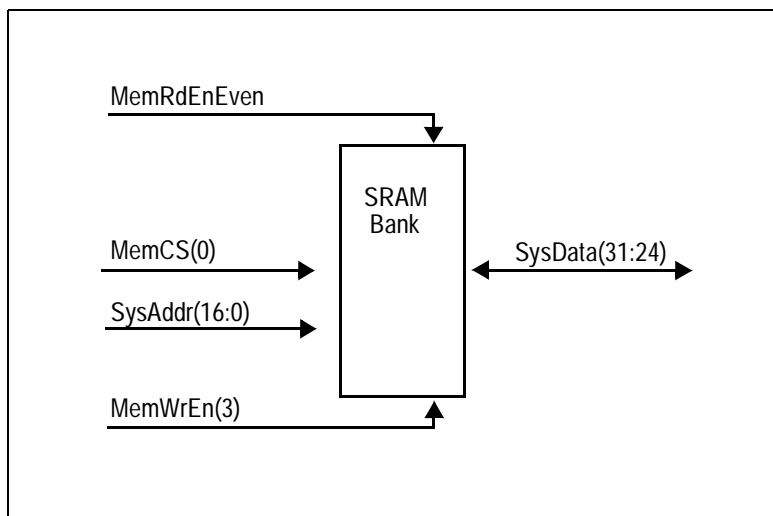 MemRdEnEven
SRAM
Bank
MemCS(0)
SysData(31:24)
SysAddr(16:0)
MemWrEn(3)